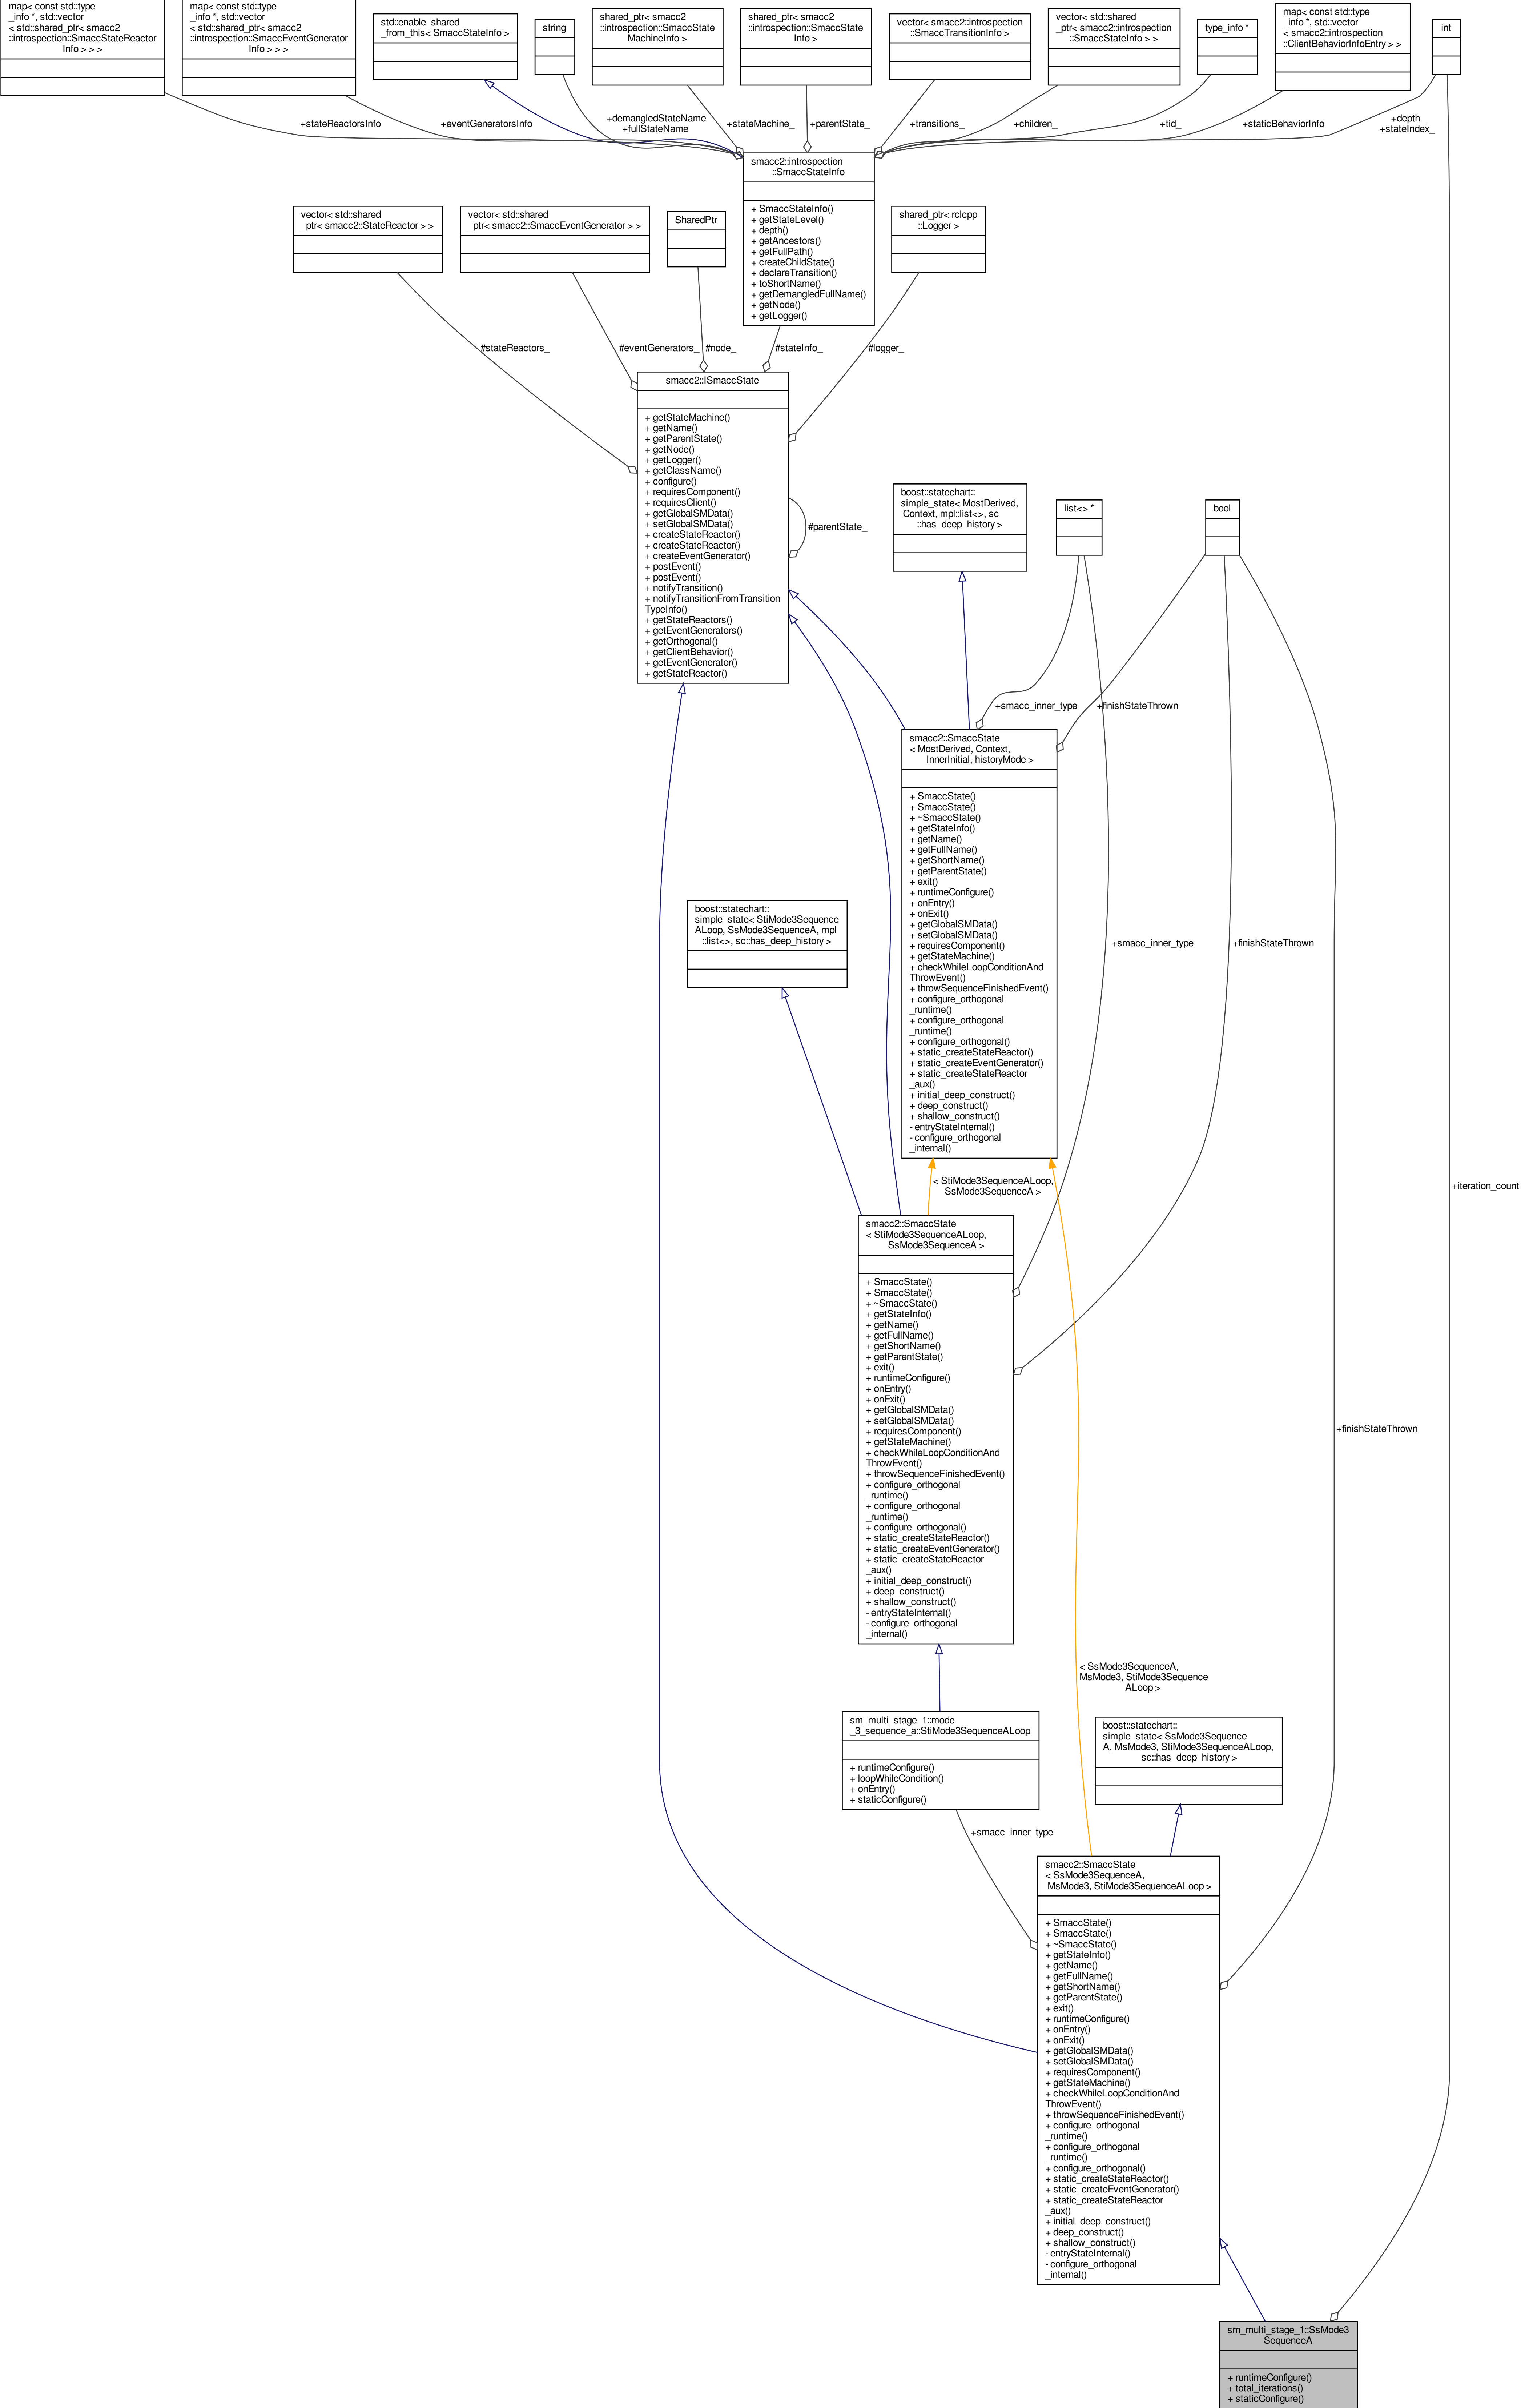 map< const std::type
_info *, std::vector
< std::shared_ptr< smacc2
::introspection::SmaccStateReactor
Info > > >
map< const std::type
_info *, std::vector
< std::shared_ptr< smacc2
::introspection::SmaccEventGenerator
Info > > >
std::enable_shared
_from_this< SmaccStateInfo >
string
shared_ptr< smacc2
::introspection::SmaccState
MachineInfo >
shared_ptr< smacc2
::introspection::SmaccState
Info >
vector< smacc2::introspection
::SmaccTransitionInfo >
vector< std::shared
_ptr< smacc2::introspection
::SmaccStateInfo > >
type_info *
map< const std::type
_info *, std::vector
< smacc2::introspection
::ClientBehaviorInfoEntry > >
int
+stateReactorsInfo
+eventGeneratorsInfo
+demangledStateName
+fullStateName
+stateMachine_
+parentState_
+transitions_
+children_
+tid_
+staticBehaviorInfo
+depth_
+stateIndex_
smacc2::introspection
::SmaccStateInfo
+ SmaccStateInfo()
+ getStateLevel()
+ depth()
+ getAncestors()
+ getFullPath()
+ createChildState()
+ declareTransition()
+ toShortName()
+ getDemangledFullName()
+ getNode()
+ getLogger()
vector< std::shared
_ptr< smacc2::StateReactor > >
vector< std::shared
_ptr< smacc2::SmaccEventGenerator > >
SharedPtr
shared_ptr< rclcpp
::Logger >
#stateReactors_
#eventGenerators_
#node_
#stateInfo_
#logger_
smacc2::ISmaccState
+ getStateMachine()
+ getName()
+ getParentState()
+ getNode()
+ getLogger()
+ getClassName()
+ configure()
+ requiresComponent()
+ requiresClient()
+ getGlobalSMData()
+ setGlobalSMData()
+ createStateReactor()
+ createStateReactor()
+ createEventGenerator()
+ postEvent()
+ postEvent()
+ notifyTransition()
+ notifyTransitionFromTransition
TypeInfo()
+ getStateReactors()
+ getEventGenerators()
+ getOrthogonal()
+ getClientBehavior()
+ getEventGenerator()
+ getStateReactor()
#parentState_
boost::statechart::
simple_state< MostDerived,
Context, mpl::list<>, sc
::has_deep_history >
list<> *
bool
+smacc_inner_type
+finishStateThrown
smacc2::SmaccState
< MostDerived, Context,
InnerInitial, historyMode >
+ SmaccState()
+ SmaccState()
+ ~SmaccState()
+ getStateInfo()
+ getName()
+ getFullName()
+ getShortName()
+ getParentState()
+ exit()
+ runtimeConfigure()
+ onEntry()
+ onExit()
+ getGlobalSMData()
+ setGlobalSMData()
+ requiresComponent()
+ getStateMachine()
+ checkWhileLoopConditionAnd
ThrowEvent()
+ throwSequenceFinishedEvent()
+ configure_orthogonal
_runtime()
+ configure_orthogonal
_runtime()
+ configure_orthogonal()
+ static_createStateReactor()
+ static_createEventGenerator()
+ static_createStateReactor
_aux()
+ initial_deep_construct()
+ deep_construct()
+ shallow_construct()
- entryStateInternal()
- configure_orthogonal
_internal()
boost::statechart::
simple_state< StiMode3Sequence
ALoop, SsMode3SequenceA, mpl
::list<>, sc::has_deep_history >
+smacc_inner_type
+finishStateThrown
< StiMode3SequenceALoop,
SsMode3SequenceA >
+iteration_count
smacc2::SmaccState
< StiMode3SequenceALoop,
SsMode3SequenceA >
+ SmaccState()
+ SmaccState()
+ ~SmaccState()
+ getStateInfo()
+ getName()
+ getFullName()
+ getShortName()
+ getParentState()
+ exit()
+ runtimeConfigure()
+ onEntry()
+ onExit()
+ getGlobalSMData()
+ setGlobalSMData()
+ requiresComponent()
+ getStateMachine()
+ checkWhileLoopConditionAnd
ThrowEvent()
+ throwSequenceFinishedEvent()
+ configure_orthogonal
_runtime()
+ configure_orthogonal
_runtime()
+ configure_orthogonal()
+ static_createStateReactor()
+ static_createEventGenerator()
+ static_createStateReactor
_aux()
+ initial_deep_construct()
+ deep_construct()
+ shallow_construct()
- entryStateInternal()
- configure_orthogonal
_internal()
+finishStateThrown
< SsMode3SequenceA,
MsMode3, StiMode3Sequence
ALoop >
sm_multi_stage_1::mode
_3_sequence_a::StiMode3SequenceALoop
+ runtimeConfigure()
+ loopWhileCondition()
+ onEntry()
+ staticConfigure()
boost::statechart::
simple_state< SsMode3Sequence
A, MsMode3, StiMode3SequenceALoop,
sc::has_deep_history >
+smacc_inner_type
smacc2::SmaccState
< SsMode3SequenceA,
MsMode3, StiMode3SequenceALoop >
+ SmaccState()
+ SmaccState()
+ ~SmaccState()
+ getStateInfo()
+ getName()
+ getFullName()
+ getShortName()
+ getParentState()
+ exit()
+ runtimeConfigure()
+ onEntry()
+ onExit()
+ getGlobalSMData()
+ setGlobalSMData()
+ requiresComponent()
+ getStateMachine()
+ checkWhileLoopConditionAnd
ThrowEvent()
+ throwSequenceFinishedEvent()
+ configure_orthogonal
_runtime()
+ configure_orthogonal
_runtime()
+ configure_orthogonal()
+ static_createStateReactor()
+ static_createEventGenerator()
+ static_createStateReactor
_aux()
+ initial_deep_construct()
+ deep_construct()
+ shallow_construct()
- entryStateInternal()
- configure_orthogonal
_internal()
sm_multi_stage_1::SsMode3
SequenceA
+ runtimeConfigure()
+ total_iterations()
+ staticConfigure()